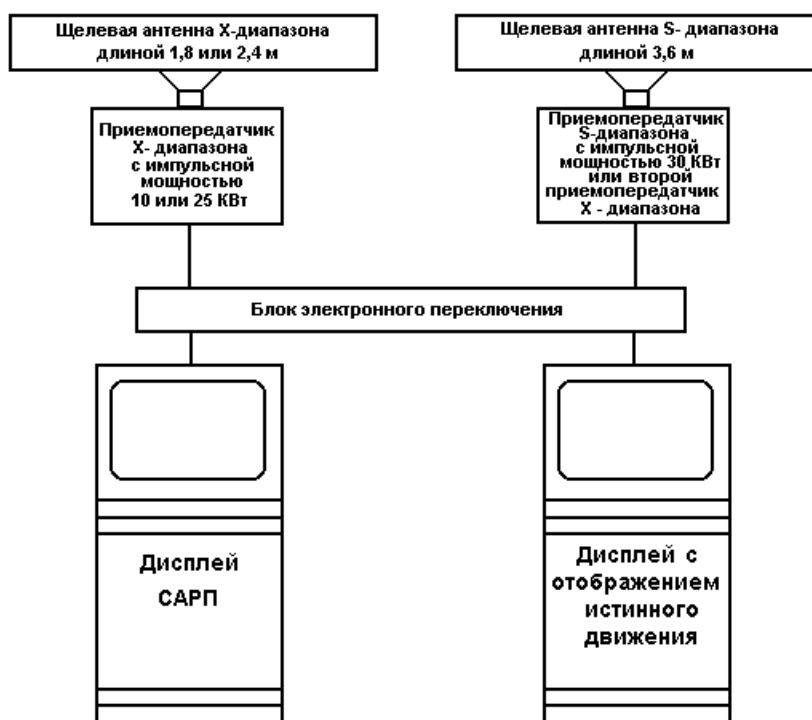 Щелевая антенна X-диапазона
длиной 1,8 или 2,4 м
Щелевая антенна S- диапазона
длиной 3,6 м
Приемопередатчик
X- диапазона
с импульсной
мощностью
10 или 25 КВт
Приемопередатчик
S-диапазона
с импульсной
мощностью 30 КВт
или второй
приемопередатчик
X - диапазона
Блок электронного переключения
Дисплей
САРП
Дисплей с
отображением
истинного
движения